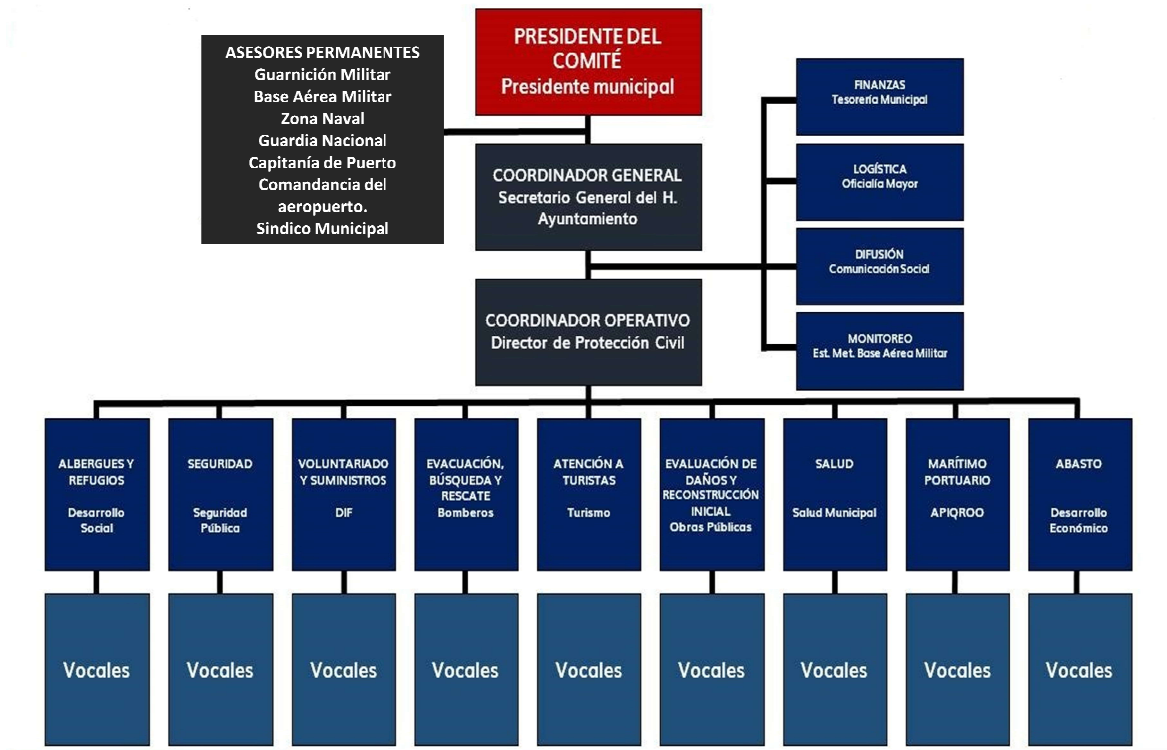 PRESIDENTE DEL
COMITÉ
Presidente municipal
ASESORES PERMANENTES
Guarnición Militar
Base Aérea Militar
Zona Naval
Guardia Nacional
Capitanía de Puerto
Comandancia del
aeropuerto.
Sindico Municipal
COORDINADOR GENERAL
Secretario General del H.
Ayuntamiento
FINANZAS
Tesorería Municipal
LOGÍSTICA
Oficialía Mayor
DIFUSIÓN
Comunicación Social
MONITOREO
Est. Met. Base Aérea Militar
COORDINADOR OPERATIVO
Director de Protección Civil
ALBERGUES Y
REFUGIOS
Desarrollo
Social
SEGURIDAD
Seguridad
Pública
VOLUNTARIADO
Y SUMINISTROS
DIF
EVACUACIÓN,
BÚSQUEDA Y
RESCATE
Bomberos
ATENCIÓN A
TURISTAS
Turismo
EVALUACIÓN DE
DAÑOS Y
RECONSTRUCCIÓN
INICIAL
Obras Públicas
SALUD
Salud Municipal
MARÍTIMO
PORTUARIO
APIQROO
ABASTO
Desarrollo
Económico
Vocales
Vocales
Vocales
Vocales
Vocales
Vocales
Vocales
Vocales
Vocales